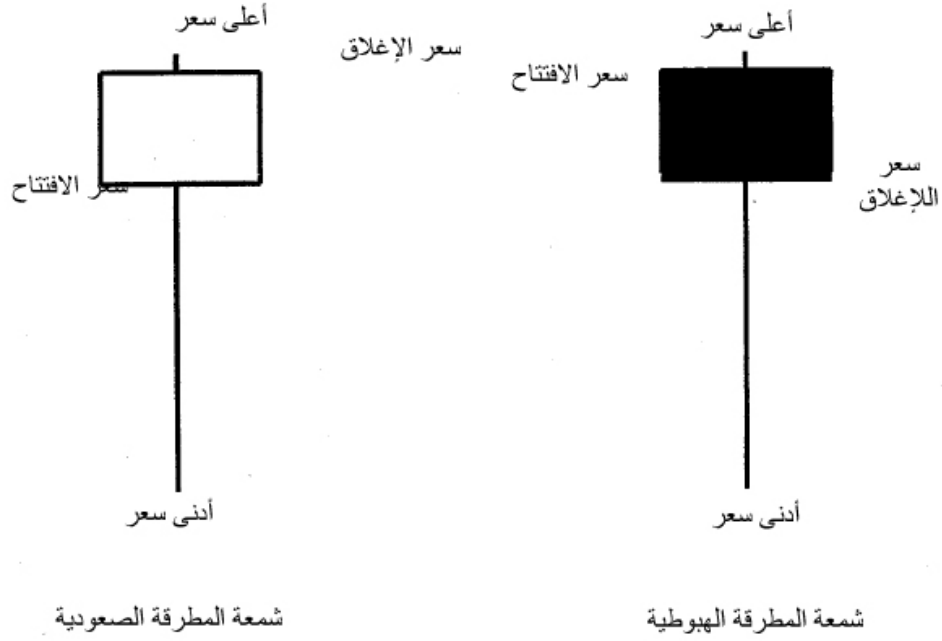 أعلى سعر
أعلى سعر
سعر الإغلاق
سعر الافتتاح
سعر
اللإغلاق
سعر الافتتاح
أدنى سعر
أدنى سعر
شمعة المطرقة الهبوطية
شمعة المطرقة الصعودية